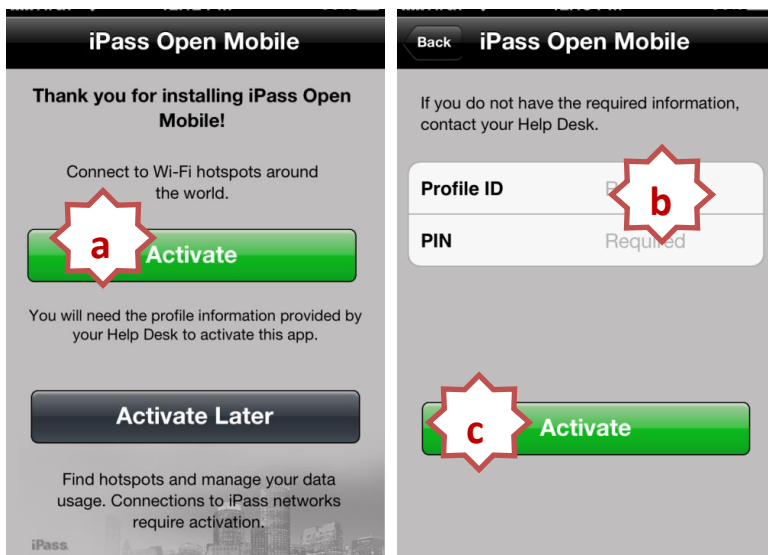 iPass Open Mobile
Thank you for installing iPass Open
Mobile!
Connect to Wi-Fi hotspots around
the world.
a
Activate
You will need the profile information provided by
your Help Desk to activate this app.
Activate Later
Find hotspots and manage your data
usage. Connections to iPass networks
require activation.
iPass
Back iPass Open Mobile
If you do not have the required information,
contact your Help Desk.
Profile ID
b
PIN Required
c
Activate